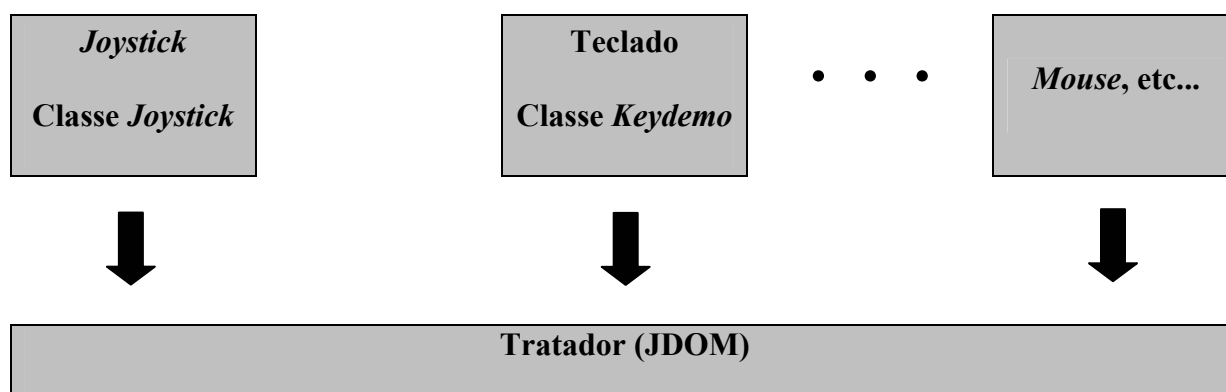 Joystick
Classe Joystick
Teclado
Classe Keydemo
• • •
Mouse, etc...
Tratador (JDOM)